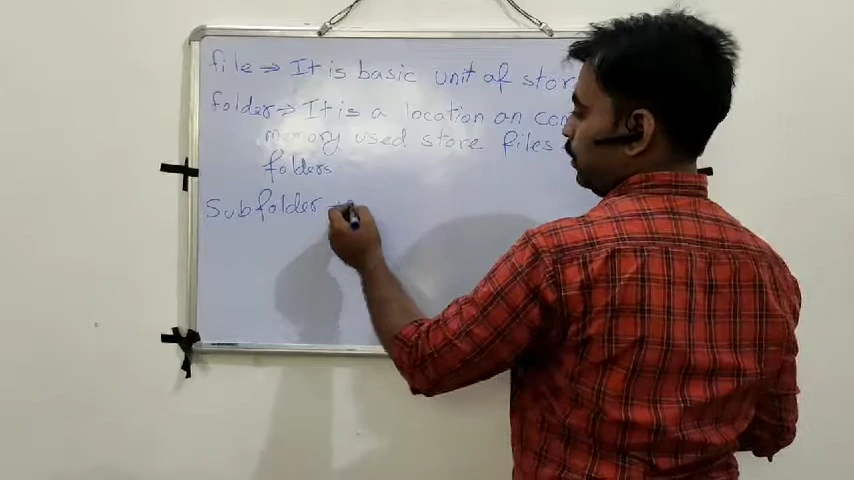 file → It is basic unit of stor
folder → It is a location on com
memory used store files
folders
Subfolder →